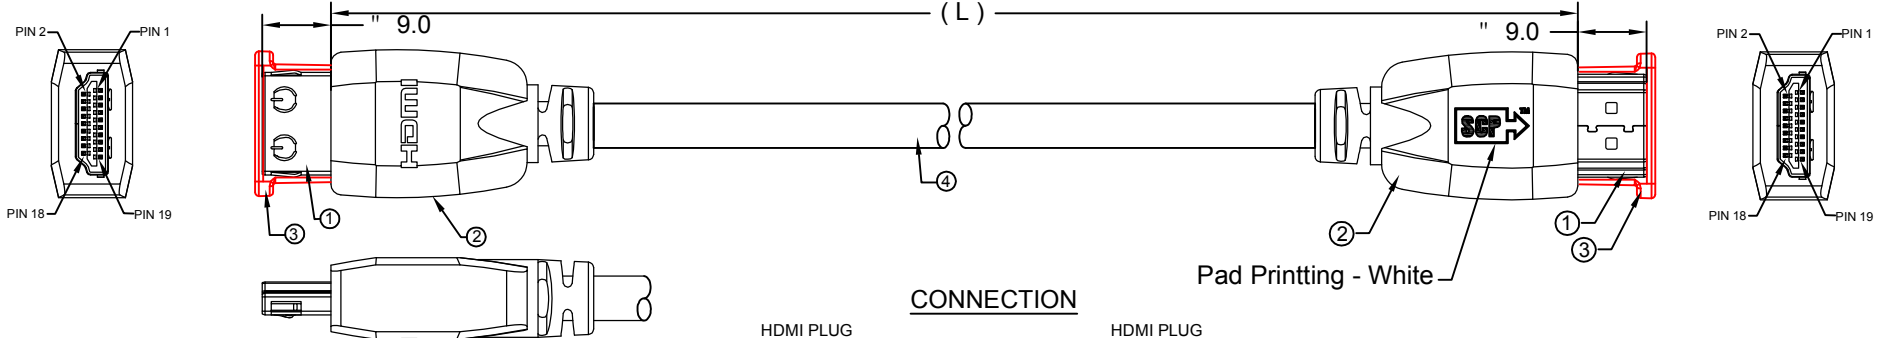 ( L )
" 9.0
" 9.0
PIN 2
PIN 1
PIN 2
PIN 1
HDMI
SCP TM
4
PIN 18
PIN 19
3
1
2
2
1
3
PIN 18
PIN 19
Pad Printting - White
CONNECTION
HDMI PLUG
HDMI PLUG